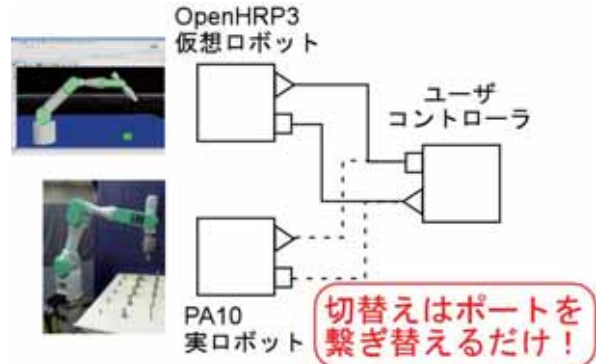 OpenHRP3
仮想ロボット
ユーザ
コントローラ
PA10
実ロボット
切替えはポートを
繋ぎ替えるだけ！